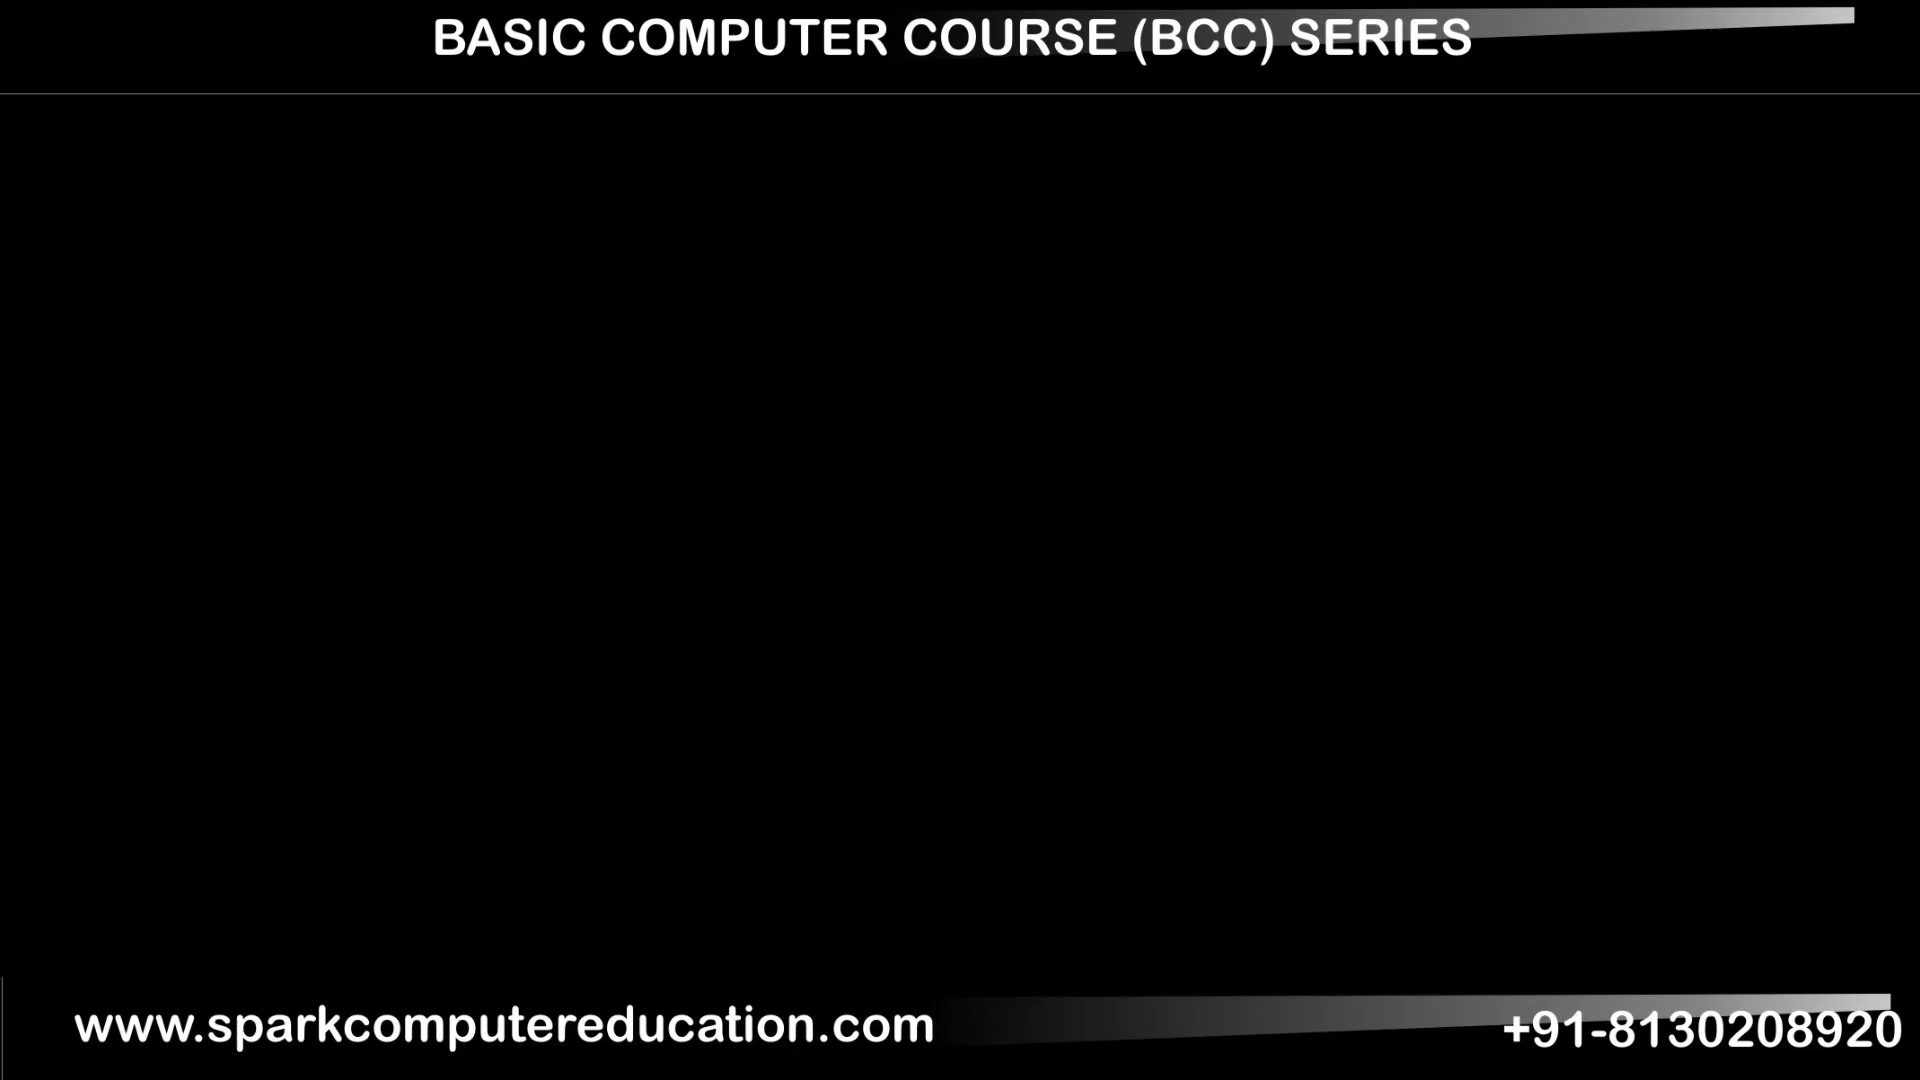 BASIC COMPUTER COURSE (BCC) SERIES
www.sparkcomputereducation.com
+91-8130208920